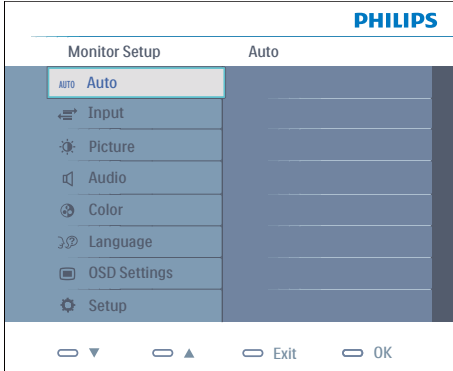 PHILIPS
Monitor Setup Auto
AUTO Auto
Input
Picture
Audio
Color
Language
OSD Settings
Setup
▼ ▲ Exit OK